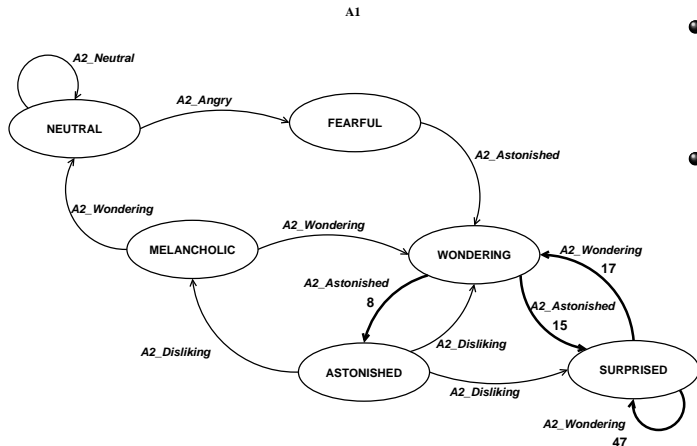 A1
A2_Neutral
A2_Angry
NEUTRAL
FEARFUL
A2_Astonished
A2_Wondering
A2_Wondering
MELANCHOLIC
WONDERING
A2_Wondering
17
A2_Astonished
8
A2_Astonished
15
A2_Disliking
A2_Disliking
ASTONISHED
SURPRISED
A2_Disliking
A2_Wondering
47